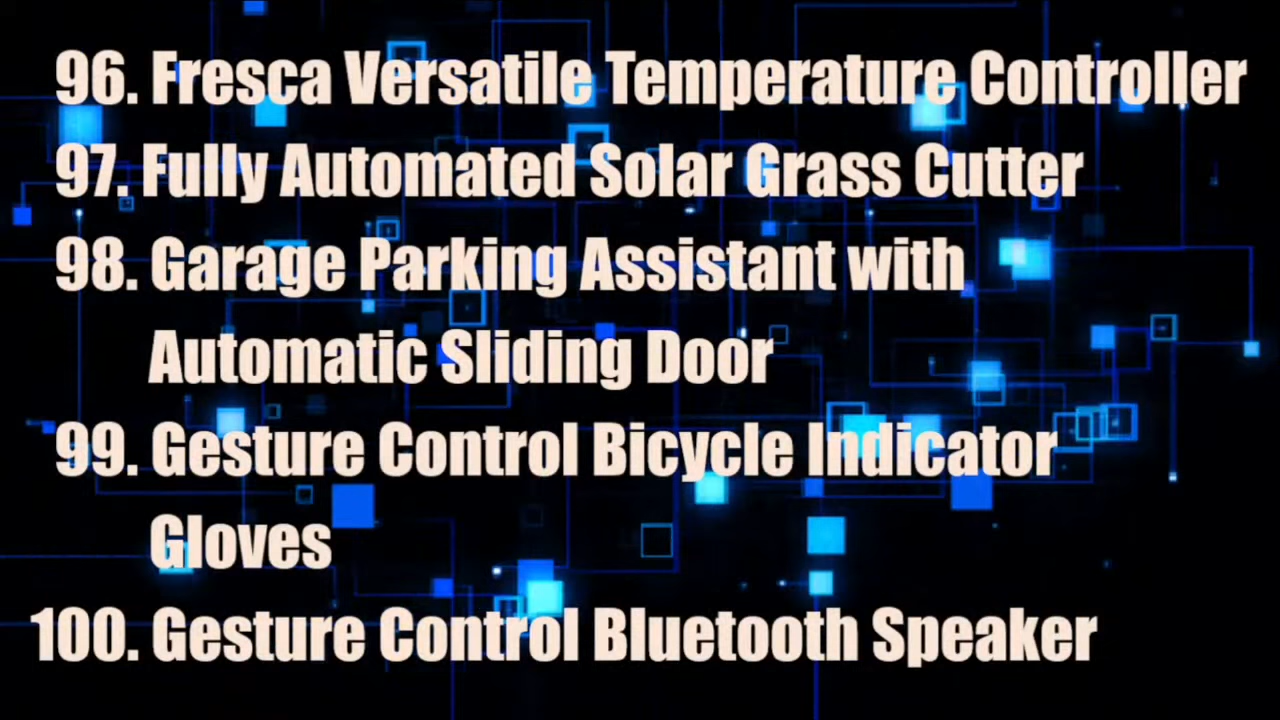 96. Fresca Versatile Temperature Controller
97. Fully Automated Solar Grass Cutter
98. Garage Parking Assistant with
Automatic Sliding Door
99. Gesture Control Bicycle Indicator
Gloves
100. Gesture Control Bluetooth Speaker